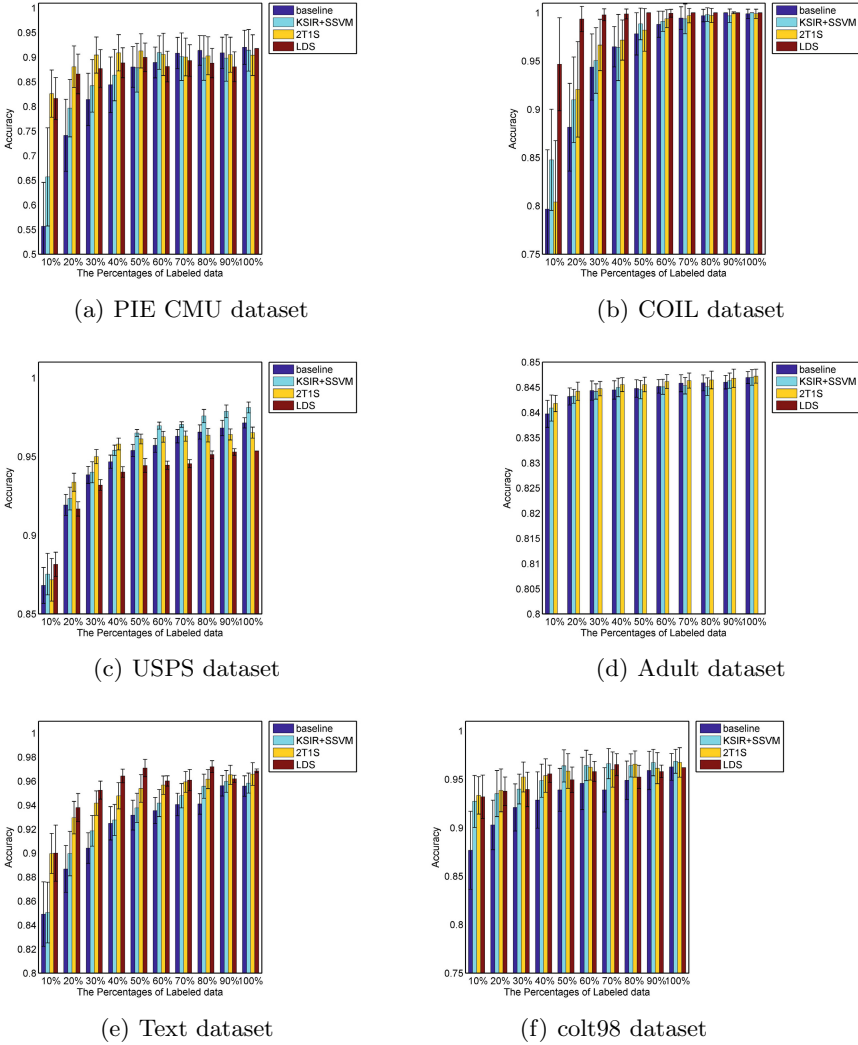 1
0.95
0.9
0.85
0.8
0.75
0.7
0.65
0.6
0.55
0.5
Accuracy
10% 20% 30% 40% 50% 60% 70% 80% 90% 100%
The Percentages of Labeled data
baseline
KSIR+SSVM
2T1S
LDS
(a) PIE CMU dataset
1
0.95
0.9
0.85
0.8
0.75
Accuracy
10% 20% 30% 40% 50% 60% 70% 80% 90% 100%
The Percentages of Labeled data
baseline
KSIR+SSVM
2T1S
LDS
(b) COIL dataset
1
0.95
0.9
0.85
Accuracy
10% 20% 30% 40% 50% 60% 70% 80% 90% 100%
The Percentages of Labeled data
baseline
KSIR+SSVM
2T1S
LDS
(c) USPS dataset
0.85
0.845
0.84
0.835
0.83
0.825
0.82
0.815
0.81
0.805
0.8
Accuracy
10% 20% 30% 40% 50% 60% 70% 80% 90% 100%
The Percentages of Labeled data
baseline
KSIR+SSVM
2T1S
LDS
(d) Adult dataset
1
0.98
0.96
0.94
0.92
0.9
0.88
0.86
0.84
0.82
0.8
Accuracy
10% 20% 30% 40% 50% 60% 70% 80% 90% 100%
The Percentages of Labeled data
baseline
KSIR+SSVM
2T1S
LDS
(e) Text dataset
1
0.95
0.9
0.85
0.8
0.75
Accuracy
10% 20% 30% 40% 50% 60% 70% 80% 90% 100%
The Percentages of Labeled data
baseline
KSIR+SSVM
2T1S
LDS
(f) colt98 dataset